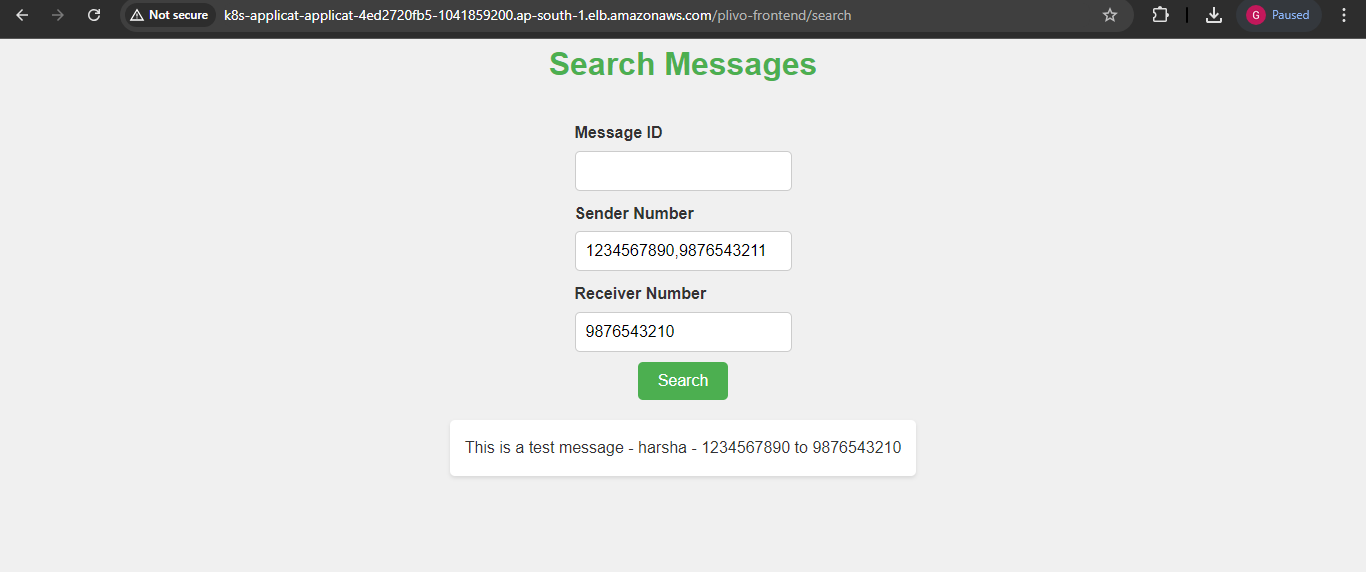 Not secure k8s-applicat-applicat-4ed2720fb5-1041859200.ap-south-1.elb.amazonaws.com/plivo-frontend/search G Paused
Search Messages
Message ID
Sender Number
1234567890,9876543211
Receiver Number
9876543210
Search
This is a test message - harsha - 1234567890 to 9876543210